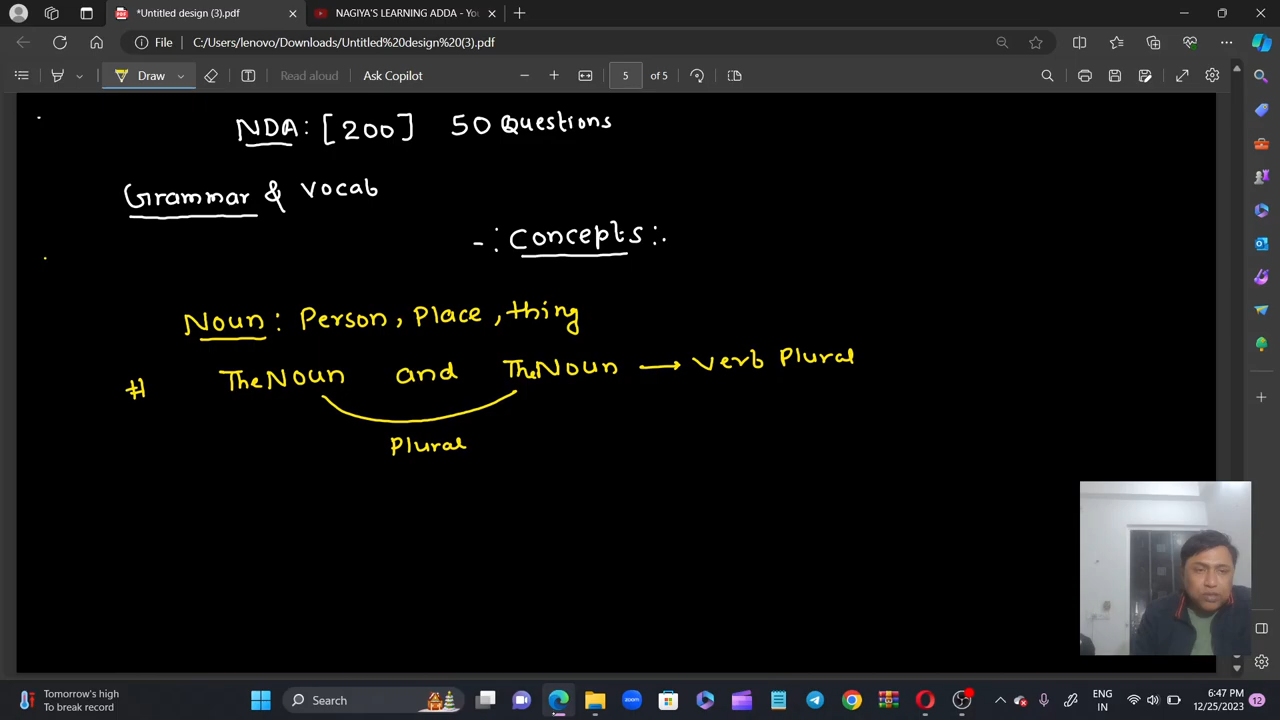 *Untitled design (3).pdf
NAGIYA'S LEARNING ADDA - You
File
C:/Users/lenovo/Downloads/Untitled%20design%20(3).pdf
Draw
Read aloud
Ask Copilot
5 of 5
NDA : [200] 50 Questions
Grammar & Vocab
-: Concepts :.
Noun : Person, Place, thing
# The Noun and The Noun → verb Plural
Plural
Tomorrow's high
To break record
Search
zoom
ENG
IN
6:47 PM
12/25/2023
12